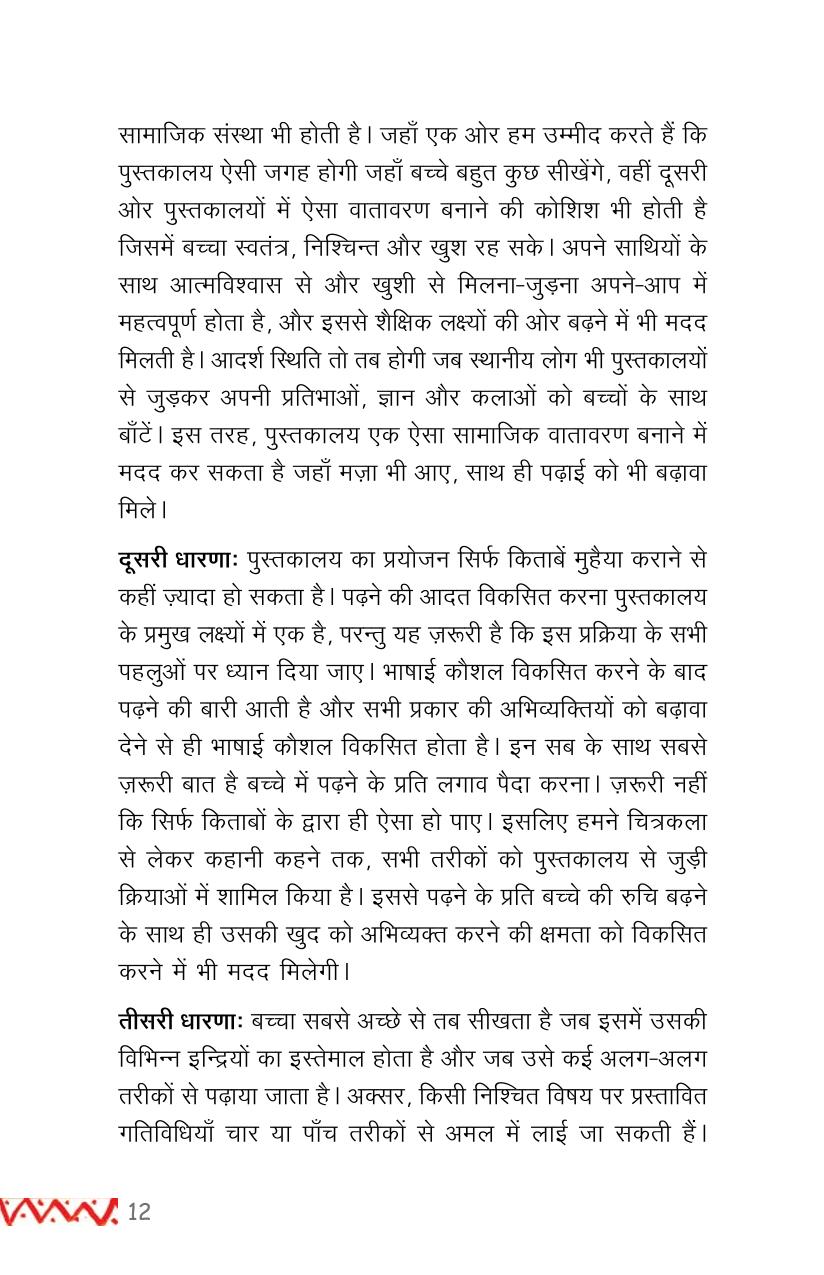 सामाजिक संस्था भी होती है। जहाँ एक ओर हम उम्मीद करते हैं कि
पुस्तकालय ऐसी जगह होगी जहाँ बच्चे बहुत कुछ सीखेंगे, वहीं दूसरी
ओर पुस्तकालयों में ऐसा वातावरण बनाने की कोशिश भी होती है
जिसमें बच्चा स्वतंत्र, निश्चिन्त और खुश रह सके। अपने साथियों के
साथ आत्मविश्वास से और खुशी से मिलना-जुड़ना अपने-आप में
महत्वपूर्ण होता है, और इससे शैक्षिक लक्ष्यों की ओर बढ़ने में भी मदद
मिलती है। आदर्श स्थिति तो तब होगी जब स्थानीय लोग भी पुस्तकालयों
से जुड़कर अपनी प्रतिभाओं, ज्ञान और कलाओं को बच्चों के साथ
बाँटें। इस तरह, पुस्तकालय एक ऐसा सामाजिक वातावरण बनाने में
मदद कर सकता है जहाँ मज़ा भी आए, साथ ही पढ़ाई को भी बढ़ावा
मिले।
दूसरी धारणाः पुस्तकालय का प्रयोजन सिर्फ किताबें मुहैया कराने से
कहीं ज़्यादा हो सकता है। पढ़ने की आदत विकसित करना पुस्तकालय
के प्रमुख लक्ष्यों में एक है, परन्तु यह ज़रूरी है कि इस प्रक्रिया के सभी
पहलुओं पर ध्यान दिया जाए। भाषाई कौशल विकसित करने के बाद
पढ़ने की बारी आती है और सभी प्रकार की अभिव्यक्तियों को बढ़ावा
देने से ही भाषाई कौशल विकसित होता है। इन सब के साथ सबसे
ज़रूरी बात है बच्चे में पढ़ने के प्रति लगाव पैदा करना। ज़रूरी नहीं
कि सिर्फ किताबों के द्वारा ही ऐसा हो पाए। इसलिए हमने चित्रकला
से लेकर कहानी कहने तक, सभी तरीकों को पुस्तकालय से जुड़ी
क्रियाओं में शामिल किया है। इससे पढ़ने के प्रति बच्चे की रुचि बढ़ने
के साथ ही उसकी खुद को अभिव्यक्त करने की क्षमता को विकसित
करने में भी मदद मिलेगी।
तीसरी धारणाः बच्चा सबसे अच्छे से तब सीखता है जब इसमें उसकी
विभिन्न इन्द्रियों का इस्तेमाल होता है और जब उसे कई अलग-अलग
तरीकों से पढ़ाया जाता है। अक्सर, किसी निश्चित विषय पर प्रस्तावित
गतिविधियाँ चार या पाँच तरीकों से अमल में लाई जा सकती हैं।
12